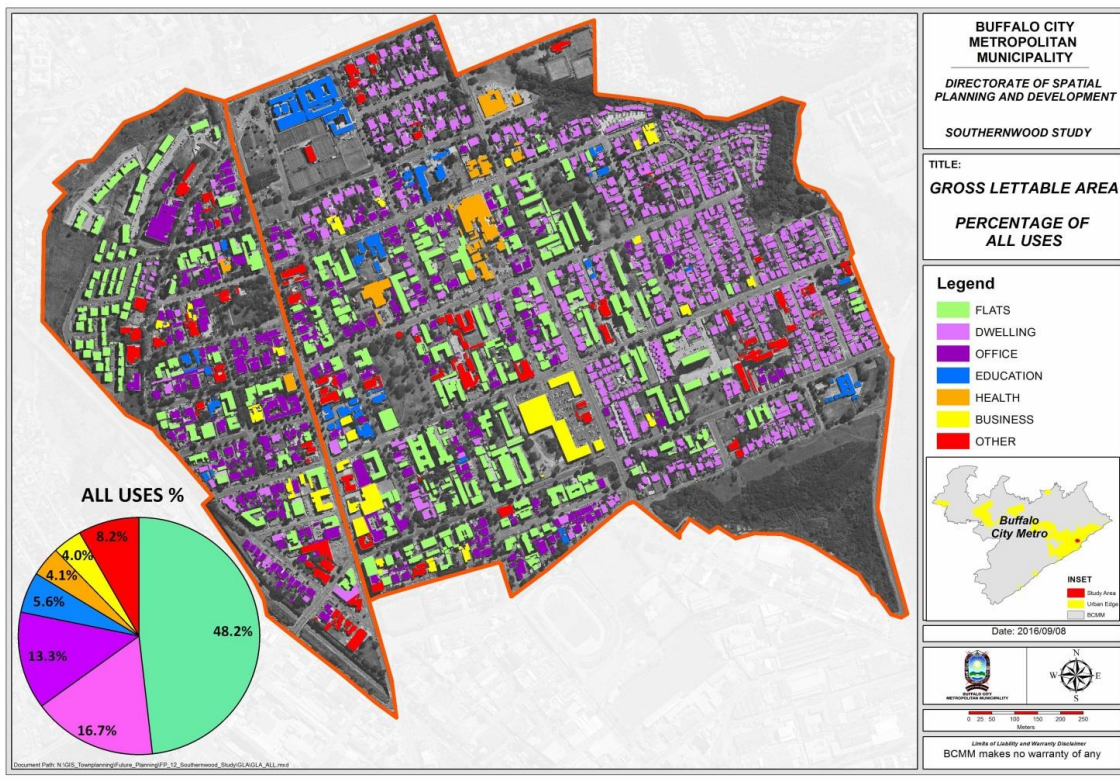 BUFFALO CITY
METROPOLITAN
MUNICIPALITY
DIRECTORATE OF SPATIAL
PLANNING AND DEVELOPMENT
SOUTHERNWOOD STUDY
TITLE:
GROSS LETTABLE AREA
PERCENTAGE OF
ALL USES
Legend
FLATS
DWELLING
OFFICE
EDUCATION
HEALTH
BUSINESS
OTHER
Buffalo
City Metro
INSET
Study Area
Urban Edge
BCMM
Date: 2016/09/08
BUFFALO CITY
METROPOLITAN MUNICIPALITY
N
W E
S
0 25 50 100 150 200 250
Meters
Limits of Liability and Warranty Disclaimer
BCMM makes no warranty of any
ALL USES %
8.2%
4.0%
4.1%
5.6%
48.2%
13.3%
16.7%
Document Path: N:\GIS_Townplanning\Future_Planning\FP_12_Southernwood_Study\GLA\GLA_ALL.mxd